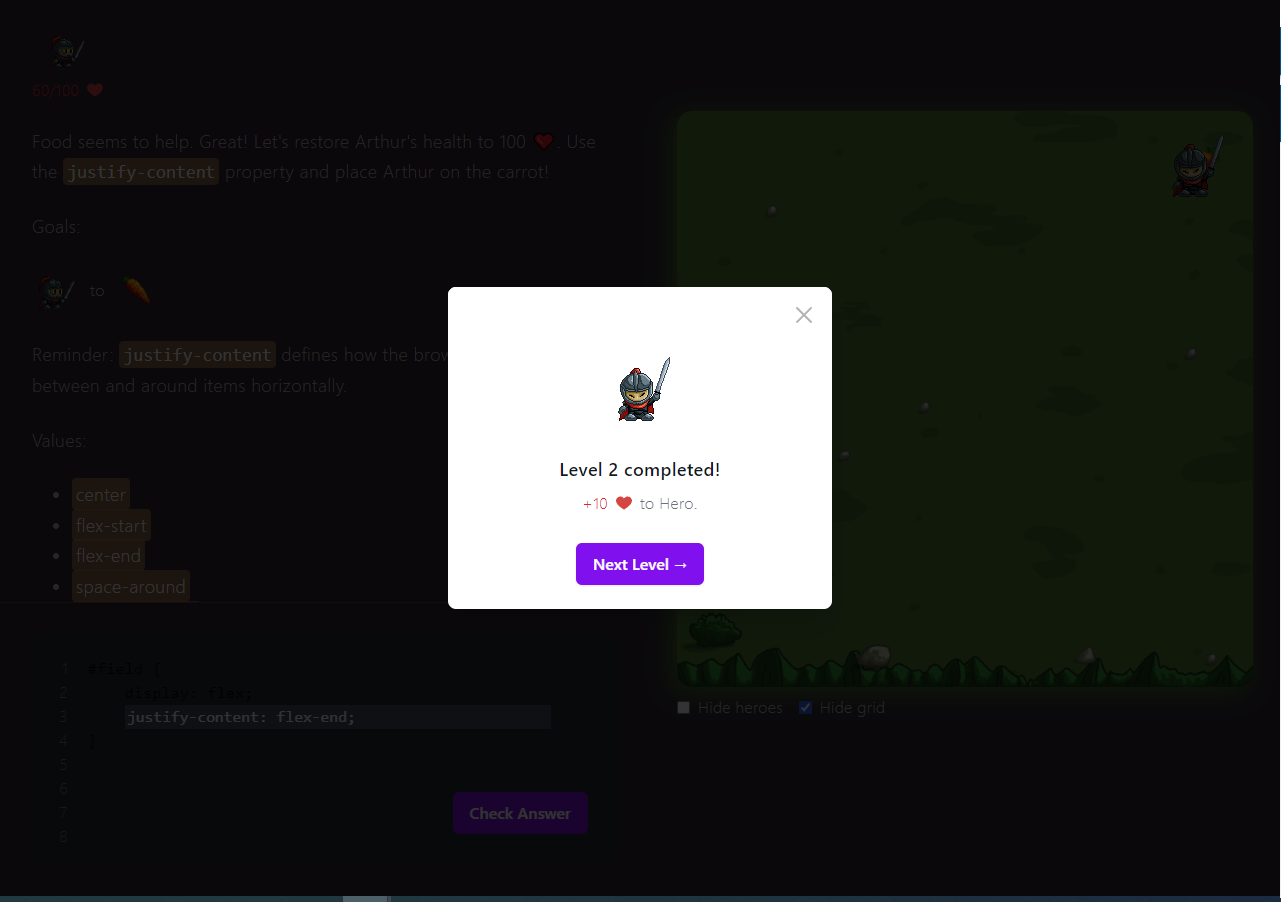 60/100
Food seems to help. Great! Let's restore Arthur's health to 100 ❤️. Use
the justify-content property and place Arthur on the carrot!
Goals:
to
Reminder: justify-content defines how the
between and around items horizontally.
Values:
center
flex-start
flex-end
space-around
Level 2 completed!
+10 ❤ to Hero.
Next Level →
1 #field {
2 display: flex;
3 justify-content: flex-end;
4 }
5
6
7
8
Check Answer
Hide heroes Hide grid